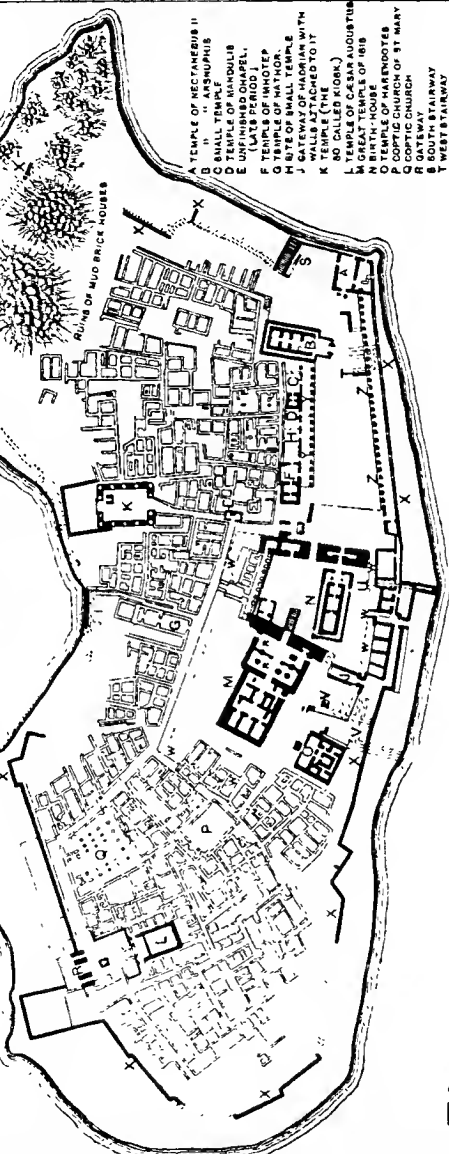 A TEMPLE OF NECTANEBUS II
B " " ARSNUPHIS
C SMALL TEMPLE
D TEMPLE OF MANDULIS
E UNFINISHED CHAPEL.
(LATE PERIOD)
F TEMPLE OF IMHOTEP
G TEMPLE OF HATHOR.
H SITE OF SMALL TEMPLE
J GATEWAY OF HADRIAN WITH
WALLS ATTACHED TO IT
K TEMPLE (THE
SO CALLED KIOSK.)
L TEMPLE OF CÆSAR AUGUSTUS
M GREAT TEMPLE OF ISIS
N BIRTH-HOUSE
O TEMPLE OF HARENDOTES
P COPTIC CHURCH OF ST MARY
Q COPTIC CHURCH
R GATEWAY
S SOUTH STAIRWAY
T WEST STAIRWAY
RUINS OF MUD BRICK HOUSES
X
X
S
A
B
T
X
Z
Z
X
C
D
H
F
K
G
M
N
U
W
W
J
V
V
X
P
Q
L
X
X
X
X